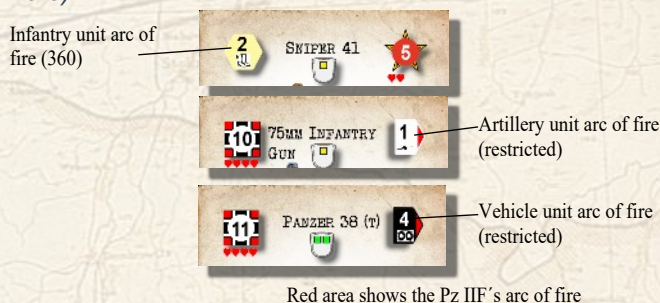 Infantry unit arc of
fire (360)
2
SNIPER 41
5
10
75MM INFANTRY
GUN
1
Artillery unit arc of fire
(restricted)
11
PANZER 38 (T)
4
Vehicle unit arc of fire
(restricted)
Red area shows the Pz IIF´s arc of fire